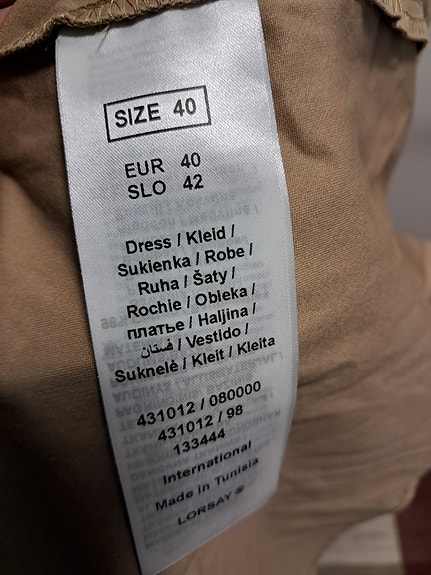 SIZE 40
EUR 40
SLO 42
Dress / Kleid /
Sukienka / Robe /
Ruha / Šaty /
Rochie / Obleka /
платье / Haljina /
فستان / Vestido /
Suknelė / Kleit / Kleita
431012 / 080000
431012 / 98
133444
International
Made in Tunisia
LORSAY ®